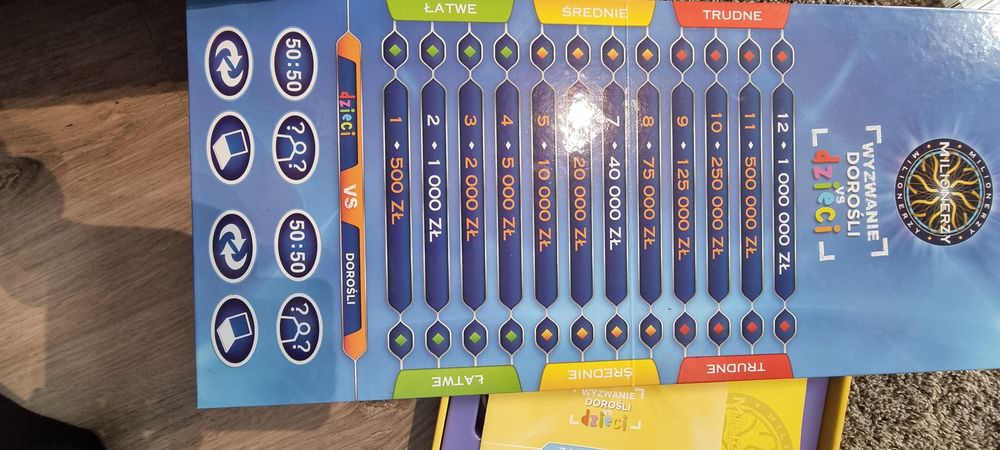 MILIONERZY
MILIONERZY
MILIONERZY
WYZWANIE
DOROŚLI
VS
dzieci
TRUDNE
TRUDNE
12 ♦ 1 000 000 ZŁ
11 ♦ 500 000 ZŁ
10 ♦ 250 000 ZŁ
9 ♦ 125 000 ZŁ
ŚREDNIE
ŚREDNIE
8 ♦ 75 000 ZŁ
7 ♦ 40 000 ZŁ
20 000 ZŁ
5 ♦ 10 000 ZŁ
ŁATWE
ŁATWE
4 ♦ 5 000 ZŁ
3 ♦ 2 000 ZŁ
2 ♦ 1 000 ZŁ
1 ♦ 500 ZŁ
dzieci VS DOROŚLI
50:50
? ?
50:50
? ?
WYZWANIE
DOROŚLI
VS
dzieci